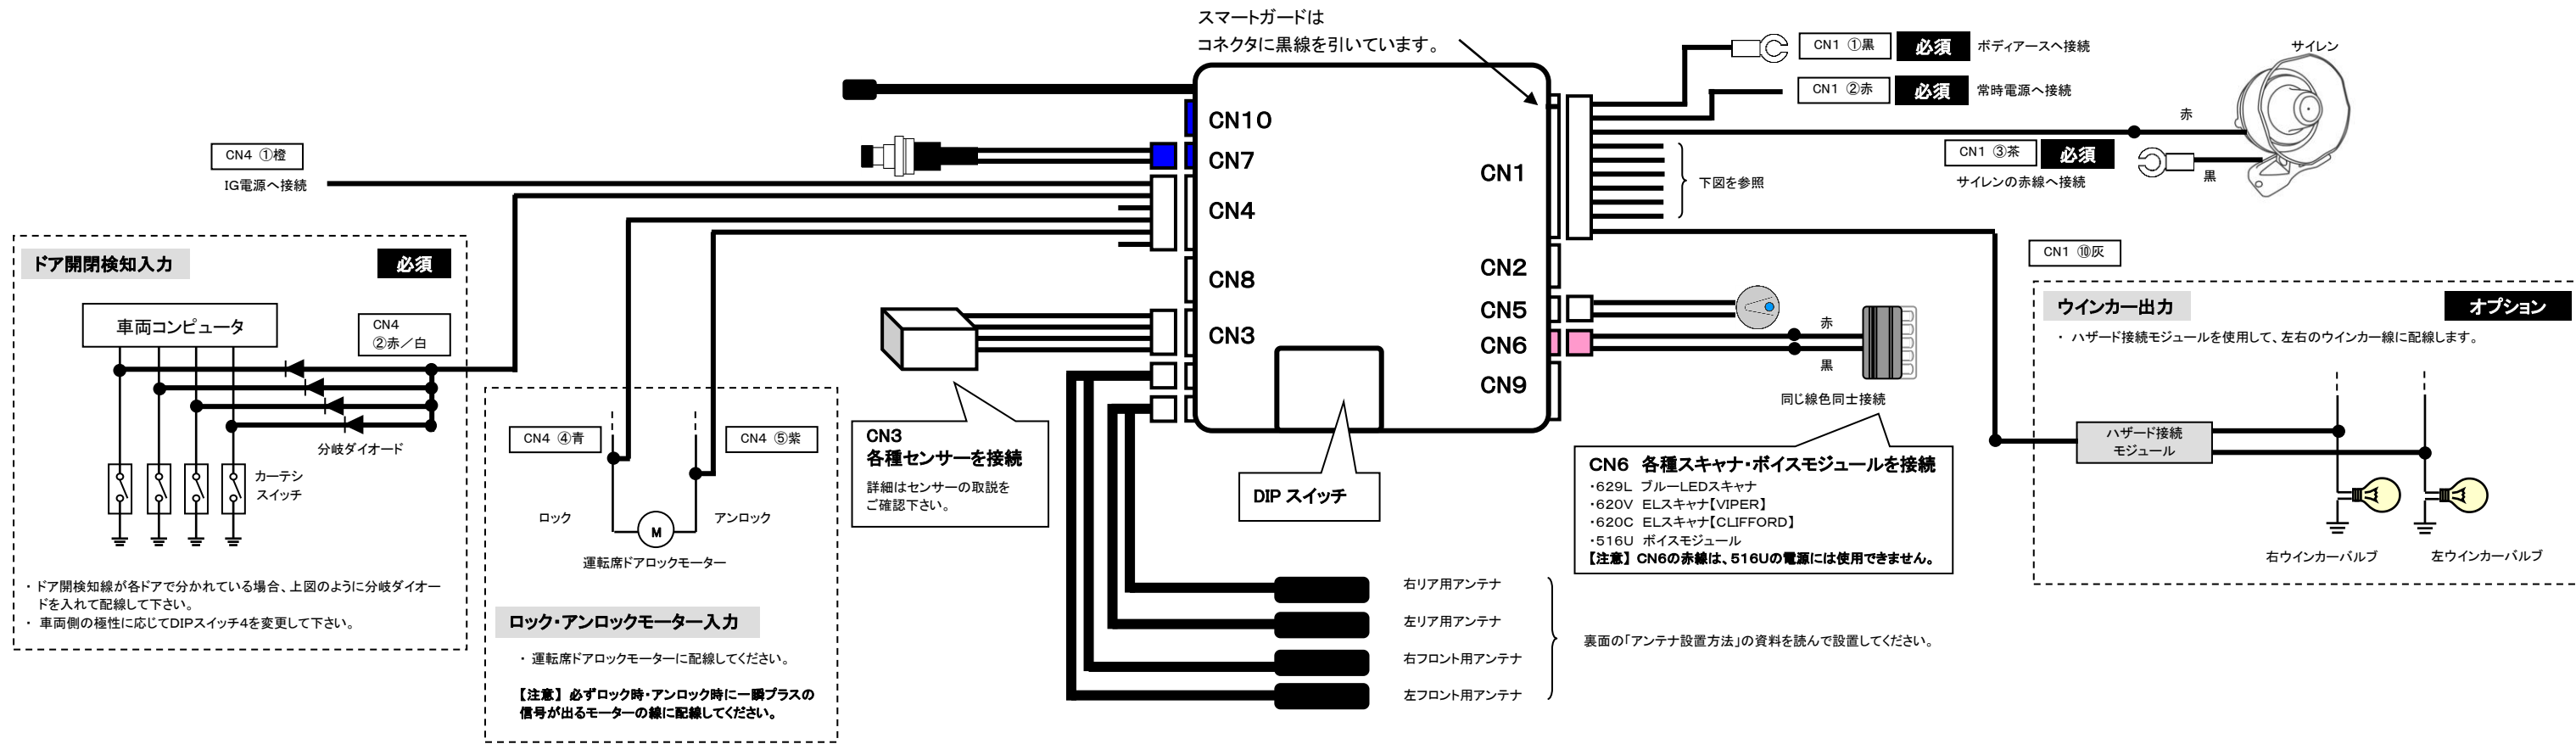 スマートガードは
コネクタに黒線を引いています。
CN1 ①黒
必須
ボディアースへ接続
CN1 ②赤
必須
常時電源へ接続
サイレン
赤
CN1 ③茶
必須
サイレンの赤線へ接続
黒
下図を参照
CN10
CN7
CN4
CN8
CN3
CN1
CN2
CN5
CN6
CN9
CN4 ①橙
IG電源へ接続
ドア開閉検知入力
必須
車両コンピュータ
CN4
②赤／白
分岐ダイオード
カーテシ
スイッチ
・ドア開検知線が各ドアで分かれている場合、上図のように分岐ダイオー
ドを入れて配線して下さい。
・ 車両側の極性に応じてDIPスイッチ4を変更して下さい。
CN4 ④青
CN4 ⑤紫
ロック
M
アンロック
運転席ドアロックモーター
ロック・アンロックモーター入力
・ 運転席ドアロックモーターに配線してください。
【注意】 必ずロック時・アンロック時に一瞬プラスの
信号が出るモーターの線に配線してください。
CN3
各種センサーを接続
詳細はセンサーの取説を
ご確認下さい。
DIP スイッチ
赤
黒
同じ線色同士接続
CN6 各種スキャナ・ボイスモジュールを接続
・629L ブルーLEDスキャナ
・620V ELスキャナ【VIPER】
・620C ELスキャナ【CLIFFORD】
・516U ボイスモジュール
【注意】 CN6の赤線は、516Uの電源には使用できません。
右リア用アンテナ
左リア用アンテナ
右フロント用アンテナ
左フロント用アンテナ
裏面の「アンテナ設置方法」の資料を読んで設置してください。
CN1 ⑩灰
ウインカー出力
オプション
・ ハザード接続モジュールを使用して、左右のウインカー線に配線します。
ハザード接続
モジュール
右ウインカーバルブ
左ウインカーバルブ